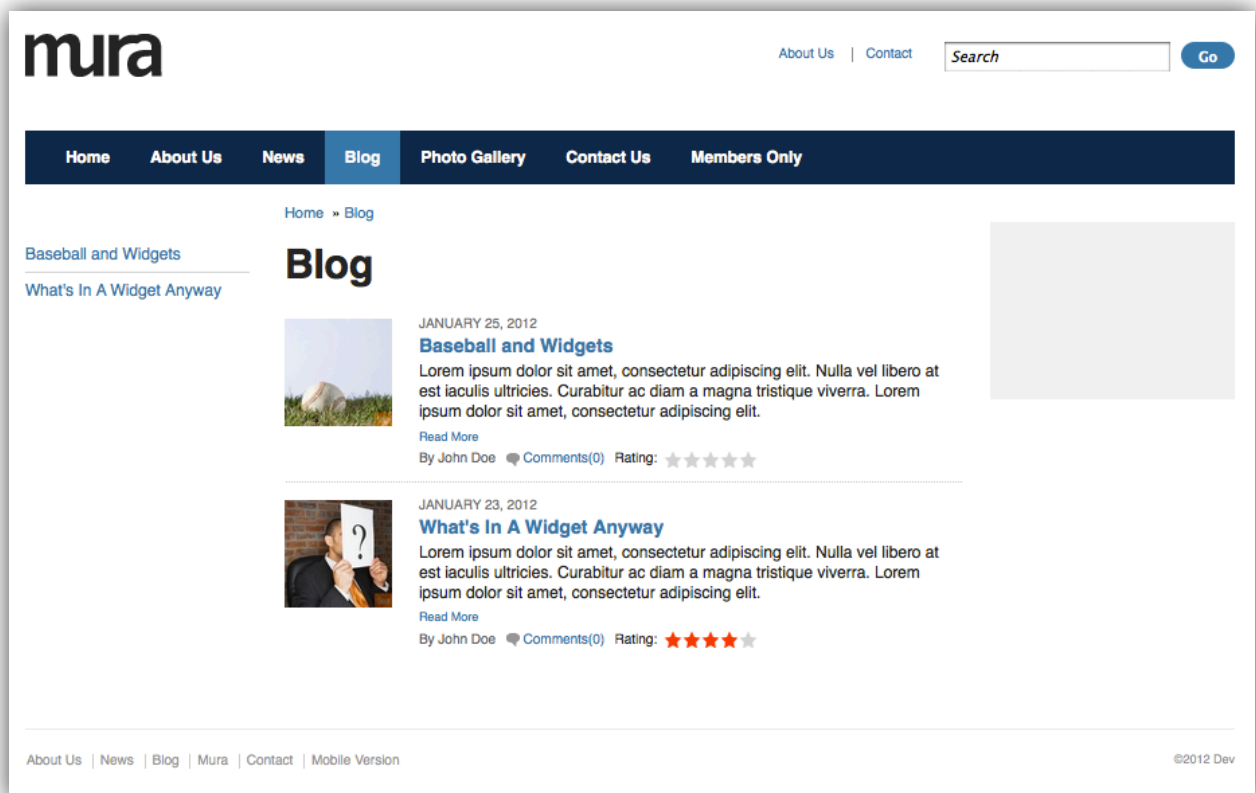 mura
About Us | Contact Search Go
Home About Us News Blog Photo Gallery Contact Us Members Only
Home » Blog
Baseball and Widgets
What's In A Widget Anyway
Blog
JANUARY 25, 2012
Baseball and Widgets
Lorem ipsum dolor sit amet, consectetur adipiscing elit. Nulla vel libero at
est iaculis ultricies. Curabitur ac diam a magna tristique viverra. Lorem
ipsum dolor sit amet, consectetur adipiscing elit.
Read More
By John Doe Comments(0) Rating:
JANUARY 23, 2012
What's In A Widget Anyway
Lorem ipsum dolor sit amet, consectetur adipiscing elit. Nulla vel libero at
est iaculis ultricies. Curabitur ac diam a magna tristique viverra. Lorem
ipsum dolor sit amet, consectetur adipiscing elit.
Read More
By John Doe Comments(0) Rating:
?
About Us | News | Blog | Mura | Contact | Mobile Version
©2012 Dev